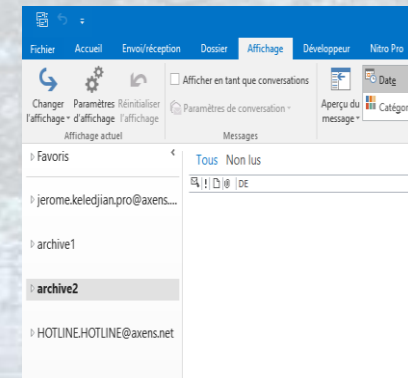 Fichier Accueil Envoi/réception Dossier Affichage Développeur Nitro Pro
Changer l'affichage
Paramètres d'affichage
Réinitialiser l'affichage
Affichage actuel
Afficher en tant que conversations
Paramètres de conversation
Messages
Aperçu du message
Date
Catégor
Favoris
Tous Non lus
DE
jerome.keledjian.pro@axens....
archive1
archive2
HOTLINE.HOTLINE@axens.net